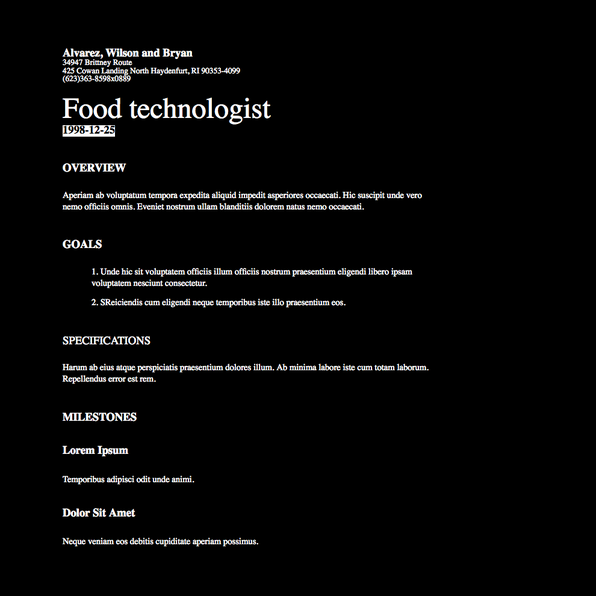 Alvarez, Wilson and Bryan
34947 Brittney Route
425 Cowan Landing North Haydenfurt, RI 90353-4099
(623)363-8598x0889
Food technologist
1998-12-25
OVERVIEW
Aperiam ab voluptatum tempora expedita aliquid impedit asperiores occaecati. Hic suscipit unde vero
nemo officiis omnis. Eveniet nostrum ullam blanditiis dolorem natus nemo occaecati.
GOALS
1. Unde hic sit voluptatem officiis illum officiis nostrum praesentium eligendi libero ipsam
voluptatem nesciunt consectetur.
2. SReiciendis cum eligendi neque temporibus iste illo praesentium eos.
SPECIFICATIONS
Harum ab eius atque perspiciatis praesentium dolores illum. Ab minima labore iste cum totam laborum.
Repellendus error est rem.
MILESTONES
Lorem Ipsum
Temporibus adipisci odit unde animi.
Dolor Sit Amet
Neque veniam eos debitis cupiditate aperiam possimus.